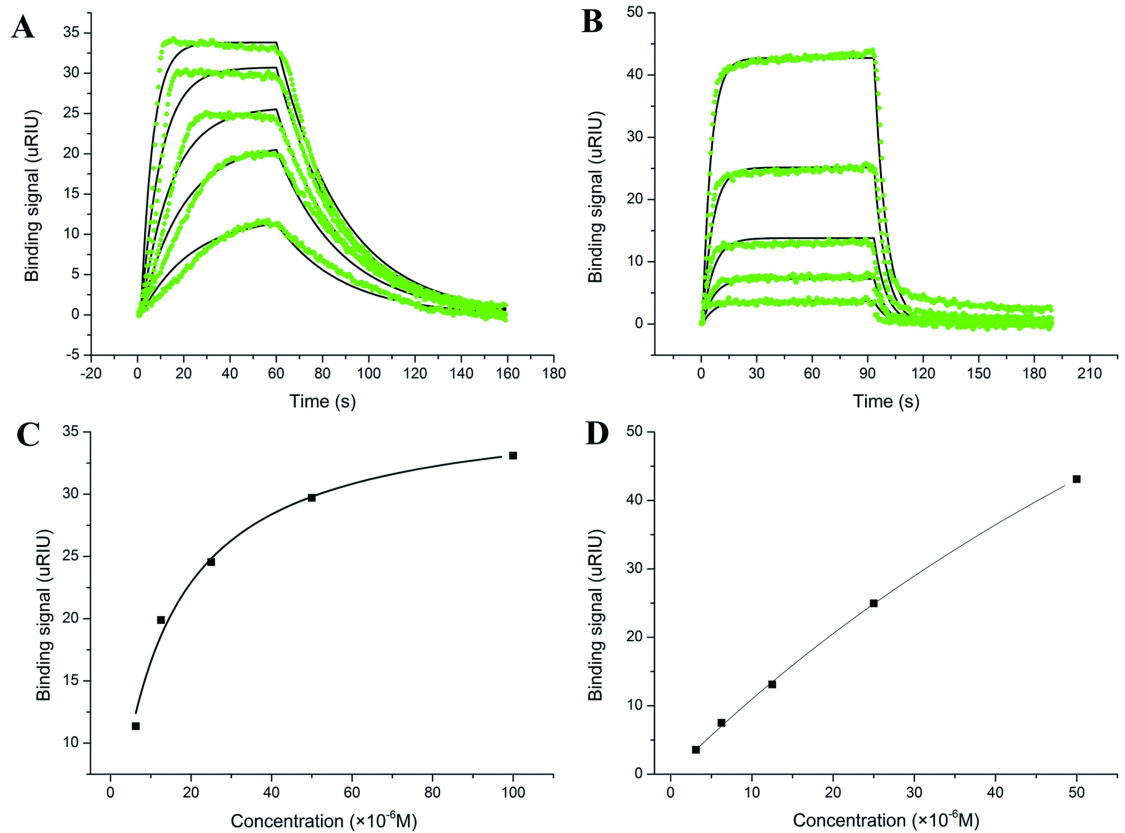 A
35
30
25
20
15
10
5
0
-5
-20 0 20 40 60 80 100 120 140 160 180
Time (s)
Binding signal (uRIU)
B
50
40
30
20
10
0
0 30 60 90 120 150 180 210
Time (s)
Binding signal (uRIU)
C
35
30
25
20
15
10
0 20 40 60 80 100
Concentration (×10⁻⁶M)
Binding signal (uRIU)
D
50
40
30
20
10
0
0 10 20 30 40 50
Concentration (×10⁻⁶M)
Binding signal (uRIU)